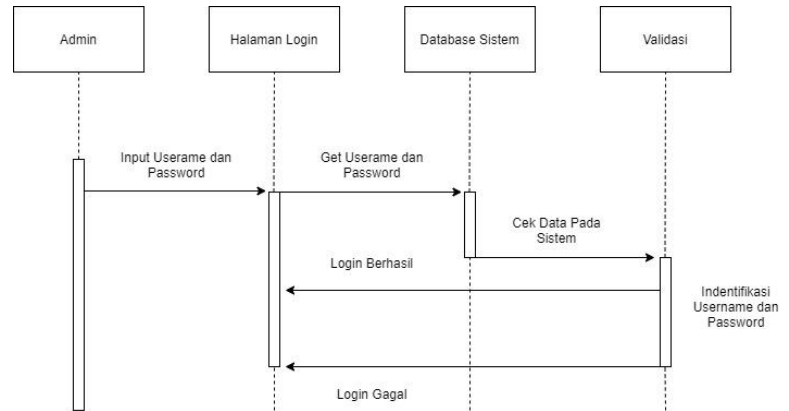 Admin
Halaman Login
Database Sistem
Validasi
Input Userame dan
Password
Get Userame dan
Password
Cek Data Pada
Sistem
Login Berhasil
Indentifikasi
Username dan
Password
Login Gagal